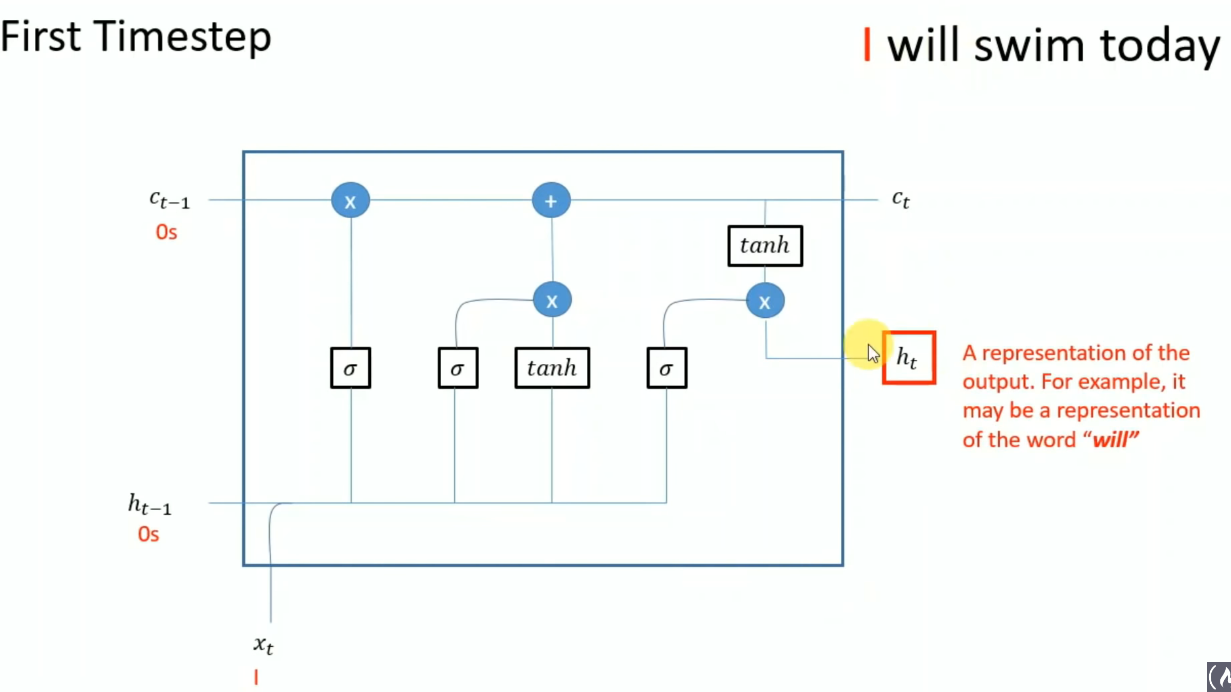 First Timestep
I will swim today
c_{t-1}
0s
x
+
c_t
tanh
x
x
σ
σ
tanh
σ
h_t
A representation of the
output. For example, it
may be a representation
of the word “will”
h_{t-1}
0s
x_t
I